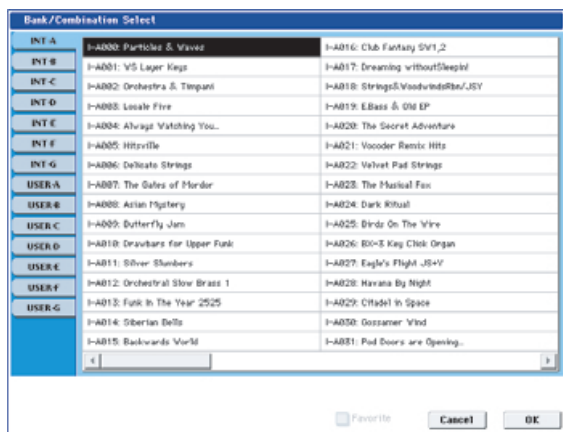 Bank/Combination Select
INT-A
INT-B
INT-C
INT-D
INT-E
INT-F
INT-G
USER-A
USER-B
USER-C
USER-D
USER-E
USER-F
USER-G
I-A000: Particles & Waves
I-A001: VS Layer Keys
I-A002: Orchestra & Timpani
I-A003: Locale Five
I-A004: Always Watching You..
I-A005: Hitsville
I-A006: Delicate Strings
I-A007: The Gates of Mordor
I-A008: Asian Mystery
I-A009: Butterfly Jam
I-A010: Drawbars for Upper Funk
I-A011: Silver Slumbers
I-A012: Orchestral Slow Brass 1
I-A013: Funk In The Year 2525
I-A014: Siberian Bells
I-A015: Backwards World
I-A016: Club Fantasy SW1,2
I-A017: Dreaming withoutSleepin!
I-A018: Strings&WoodwindsRbn/JSY
I-A019: E.Bass & Old EP
I-A020: The Secret Adventure
I-A021: Vocoder Remix Hits
I-A022: Velvet Pad Strings
I-A023: The Musical Fox
I-A024: Dark Ritual
I-A025: Birds On The Wire
I-A026: BX-3 Key Click Organ
I-A027: Eagle's Flight JS+Y
I-A028: Havana By Night
I-A029: Citadel in Space
I-A030: Gossamer Wind
I-A031: Pod Doors are Opening..
Favorite
Cancel
OK